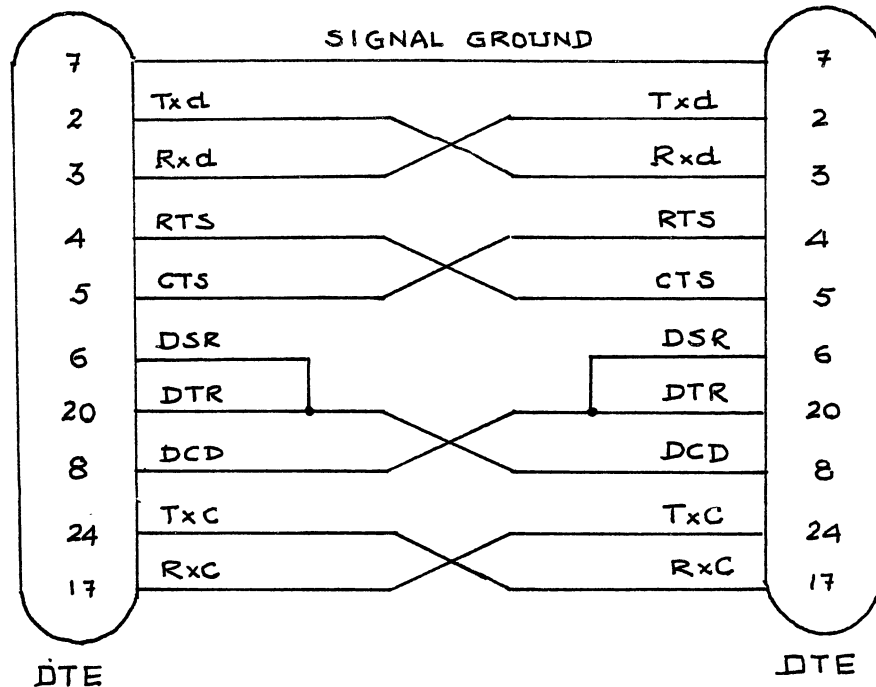 SIGNAL GROUND
7 7
2 Txd Txd 2
3 Rxd Rxd 3
4 RTS RTS 4
5 CTS CTS 5
6 DSR DSR 6
20 DTR DTR 20
8 DCD DCD 8
24 TxC TxC 24
17 RxC RxC 17
DTE DTE